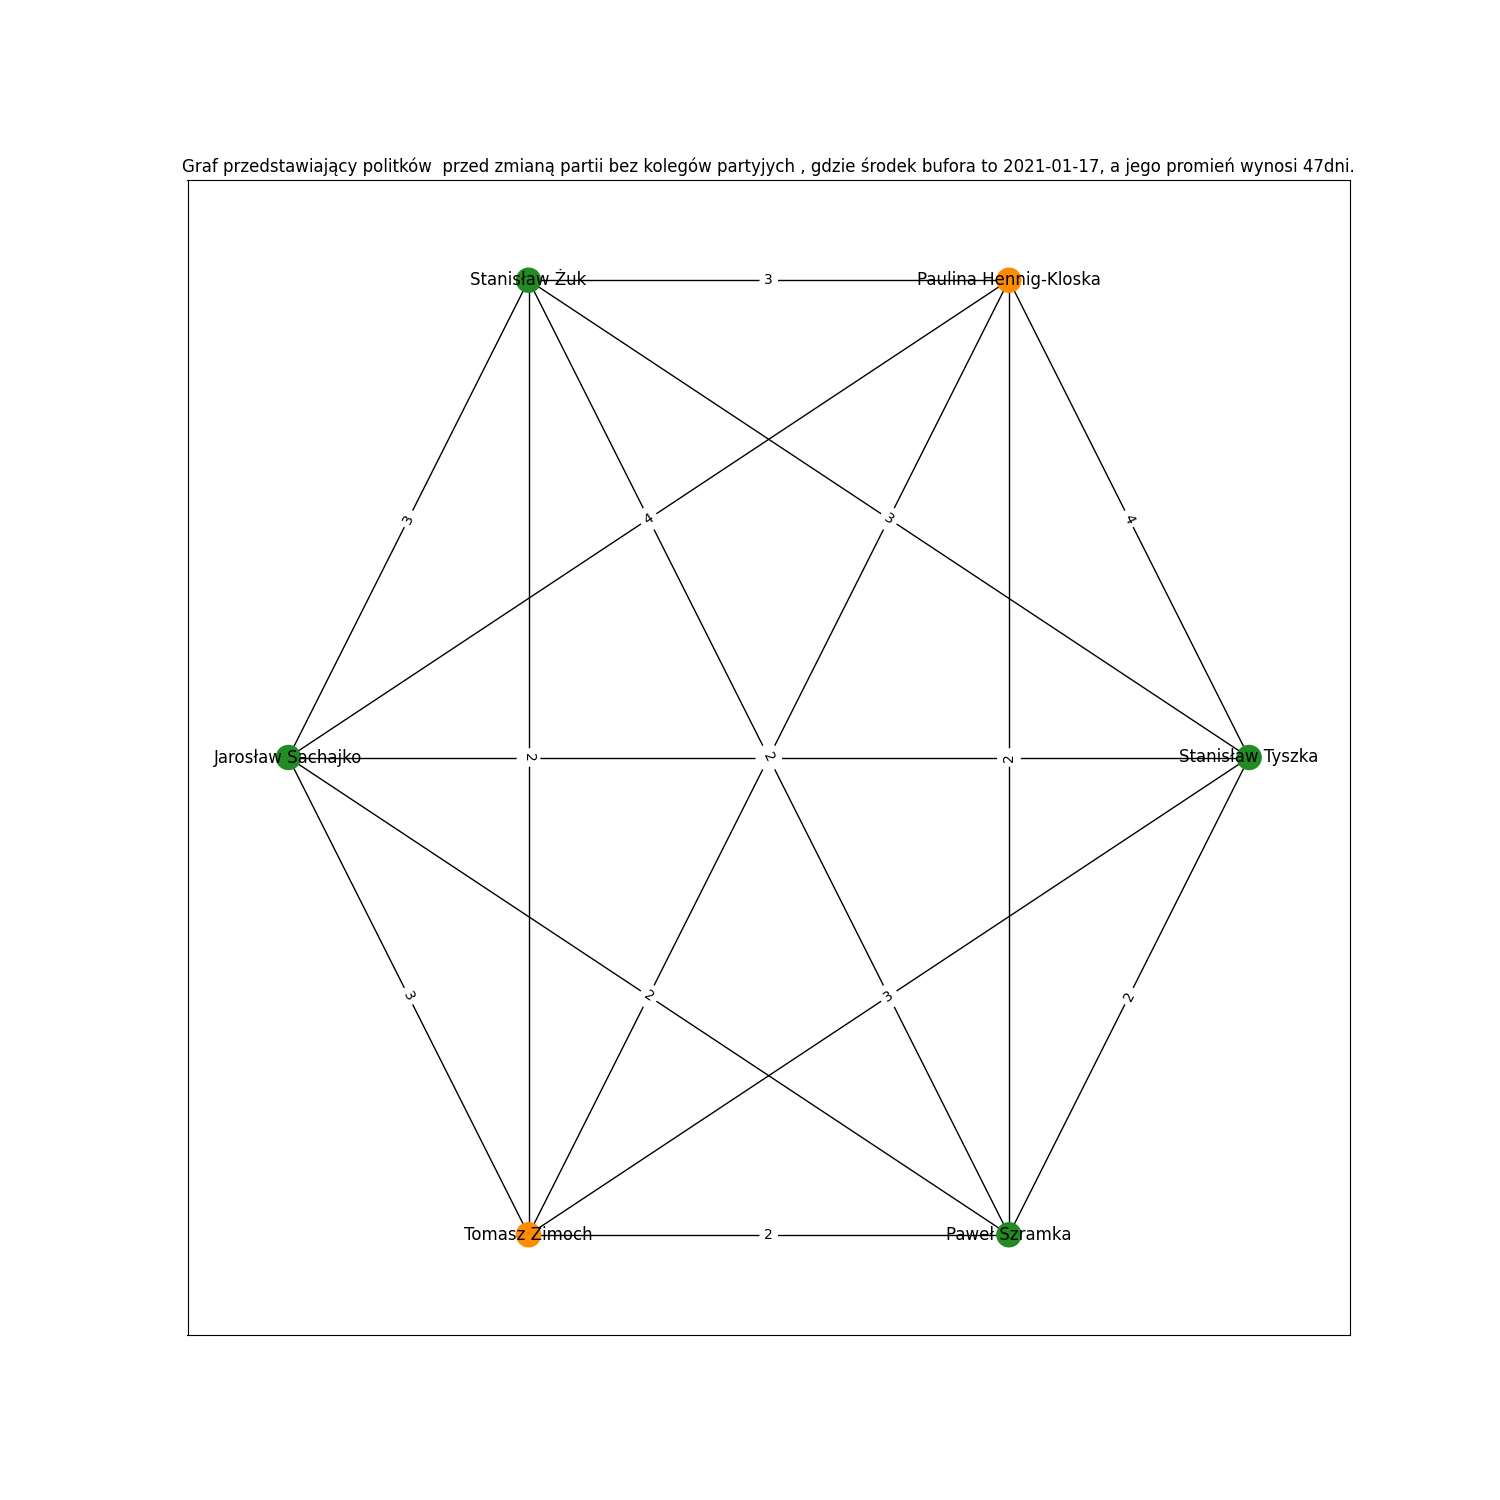 Graf przedstawiający politków  przed zmianą partii bez kolegów partyjych , gdzie środek bufora to 2021-01-17, a jego promień wynosi 47dni.
Stanisław Żuk
3
Paulina Hennig-Kloska
3
4
3
4
Jarosław Sachajko
2
2
2
Stanisław Tyszka
3
2
3
2
Tomasz Zimoch
2
Paweł Szramka